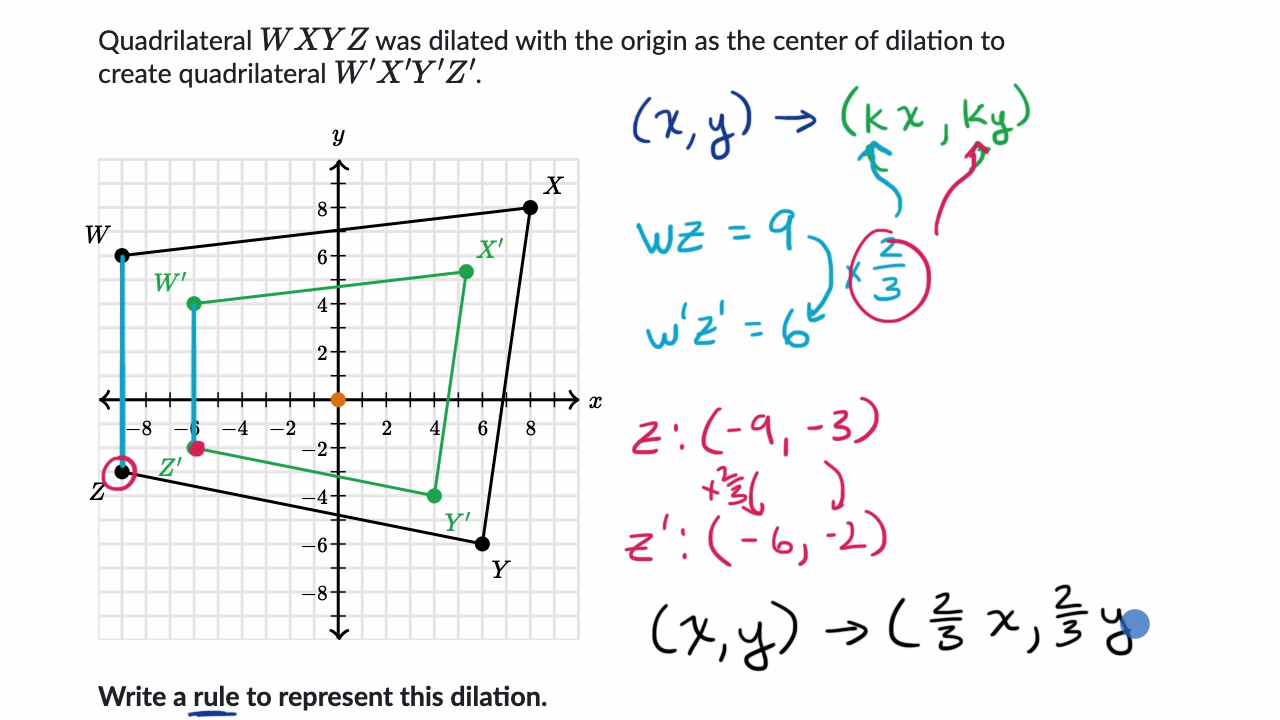 Quadrilateral WXYZ was dilated with the origin as the center of dilation to
create quadrilateral W'X'Y'Z'.
(x, y) → (kx, ky)
y
X
8
W
WZ = 9
6
X'
× 2/3
W'
4
W'Z' = 6
2
x
-8 -6 -4 -2 2 4 6 8
Z: (-9, -3)
-2
Z'
Z
× 2/3
-4
Y'
Z': (-6, -2)
-6
Y
-8
(x, y) → (2/3 x, 2/3 y
Write a rule to represent this dilation.